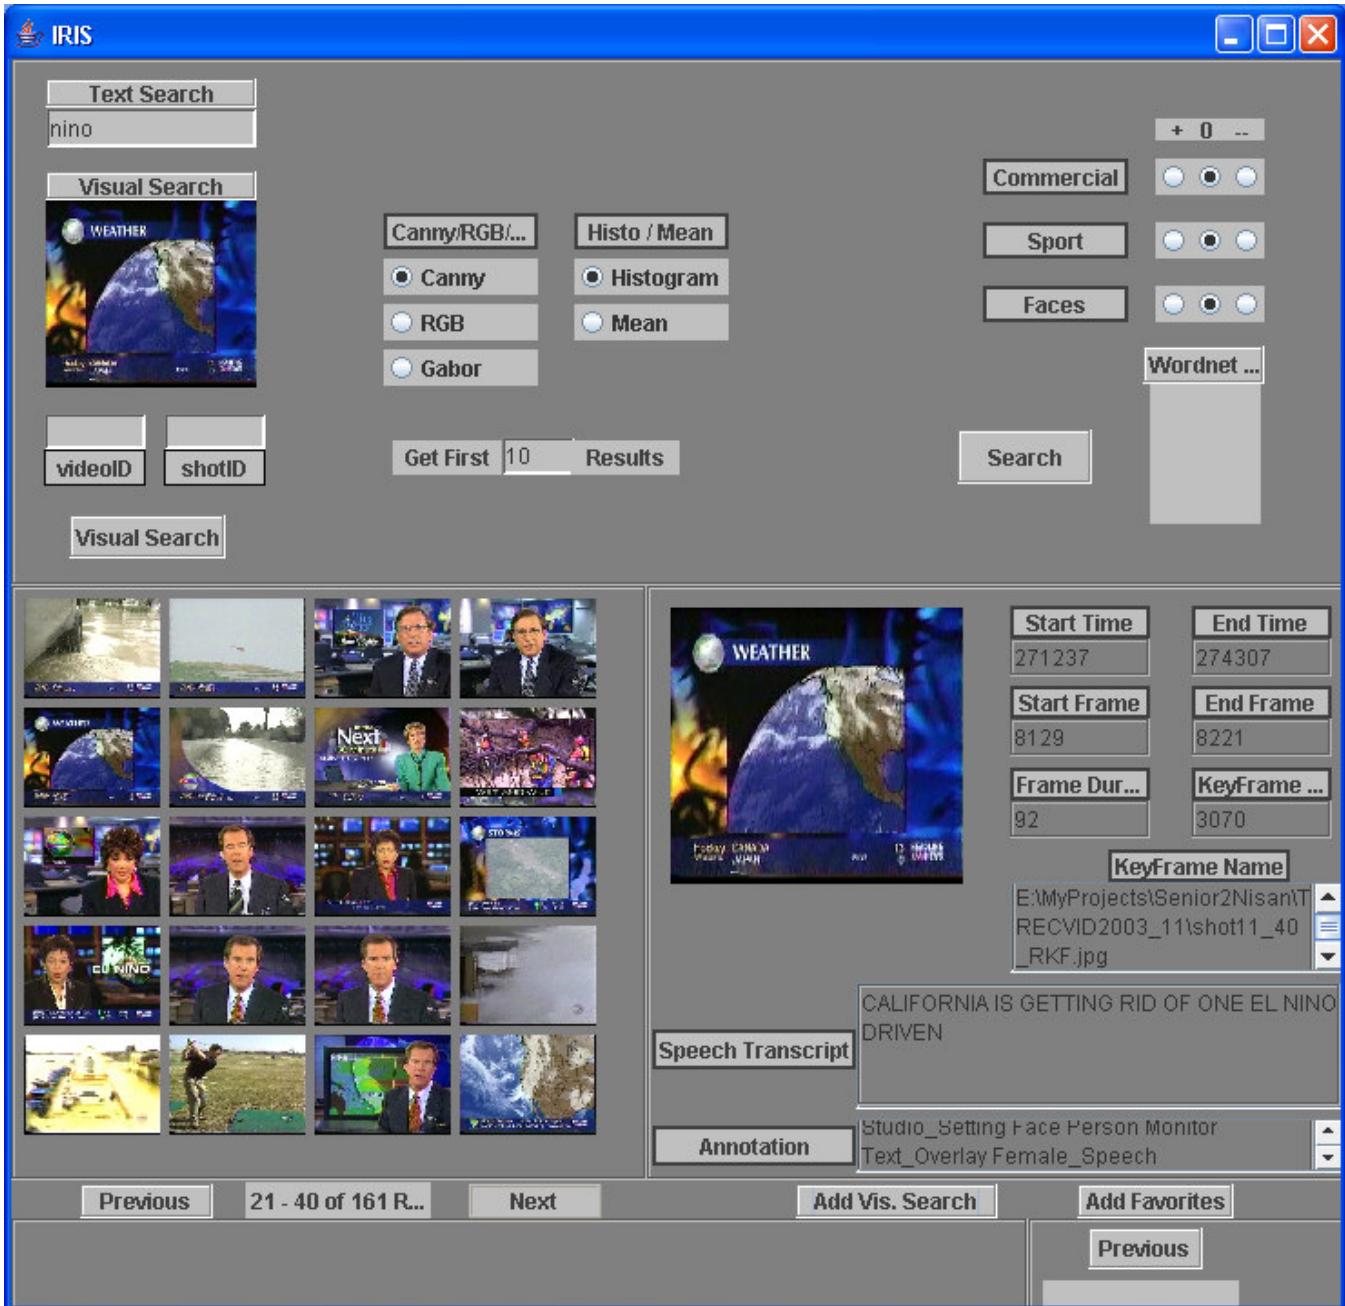 IRIS
Text Search
nino
+ 0 --
Visual Search
Commercial
WEATHER
Canny/RGB/...
Histo / Mean
Sport
Canny
Histogram
RGB
Mean
Faces
Gabor
Wordnet ...
videoID
shotID
Get First 10 Results
Search
Visual Search
WEATHER
Start Time
End Time
271237
274307
Start Frame
End Frame
8129
8221
Frame Dur...
KeyFrame ...
92
3070
CANADA
JAPAN
KeyFrame Name
E:\MyProjects\Senior2Nisan\T
RECVID2003_11\shot11_40
_RKF.jpg
Next
STORMS
EL NINO
CALIFORNIA IS GETTING RID OF ONE EL NINO
DRIVEN
Speech Transcript
Studio_Setting Face Person Monitor
Text_Overlay Female_Speech
Annotation
Previous
21 - 40 of 161 R...
Next
Add Vis. Search
Add Favorites
Previous